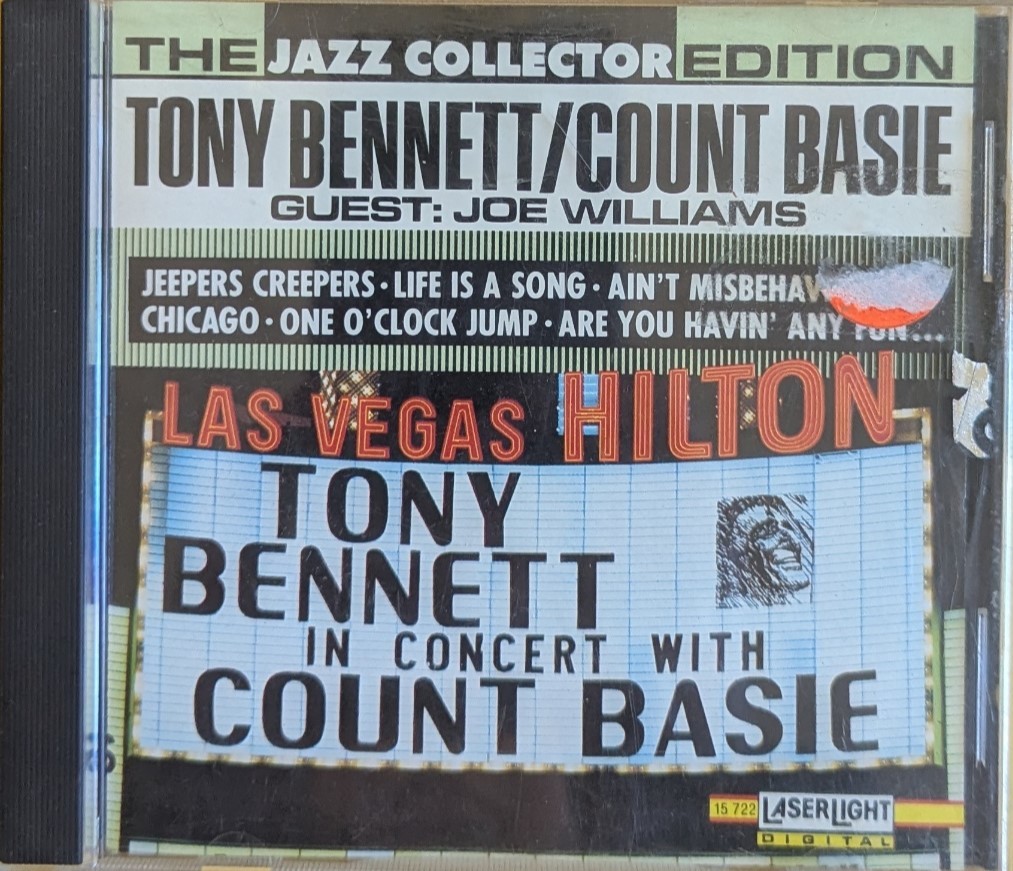 THE JAZZ COLLECTOR EDITION
TONY BENNETT/COUNT BASIE
GUEST: JOE WILLIAMS
JEEPERS CREEPERS · LIFE IS A SONG · AIN'T
CHICAGO · ONE O'CLOCK JUMP · ARE YOU HAVIN' ANY
LAS VEGAS HILTON
TONY
BENNETT
IN CONCERT WITH
COUNT BASIE
15 722 LASERLIGHT
DIGITAL